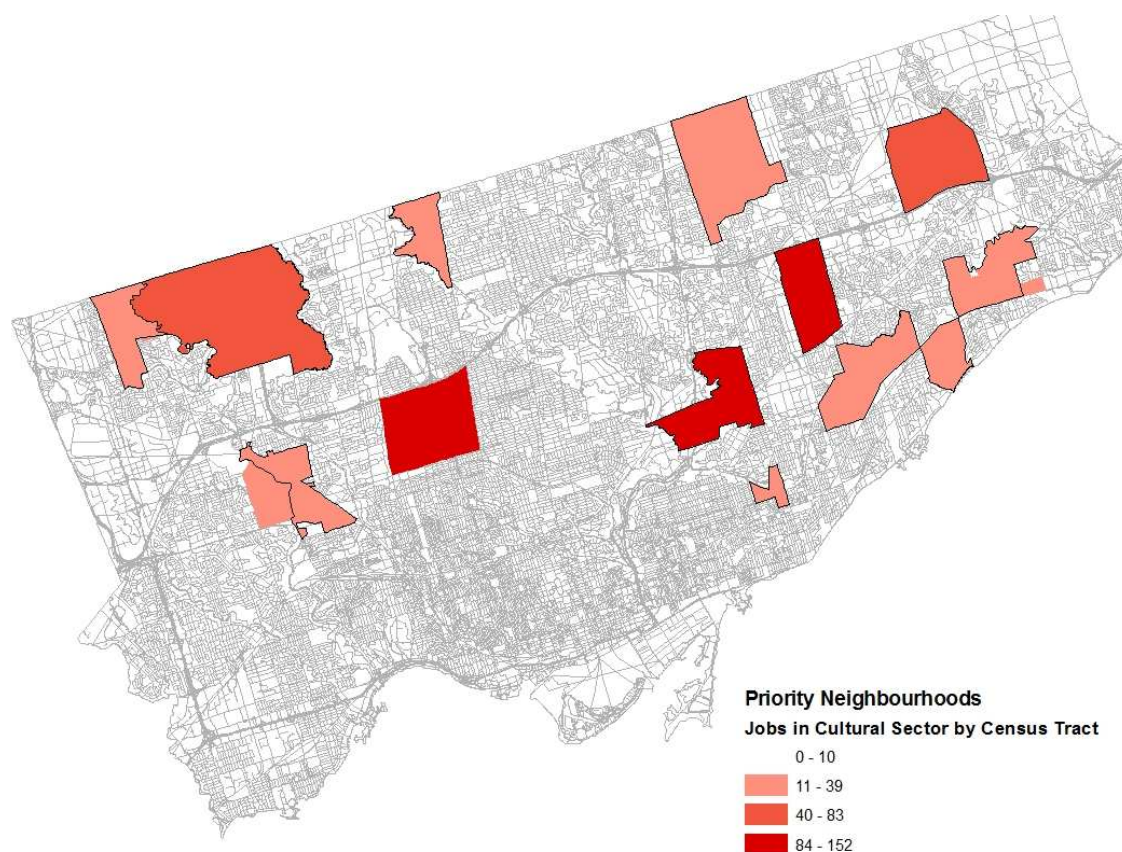 Priority Neighbourhoods
Jobs in Cultural Sector by Census Tract
0 - 10
11 - 39
40 - 83
84 - 152